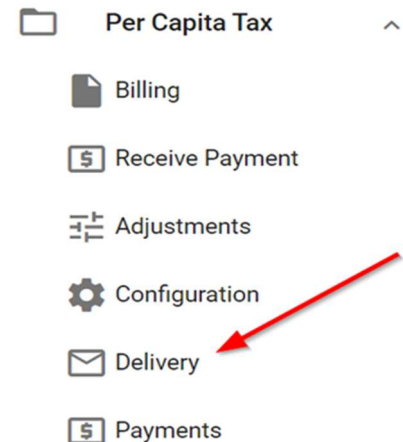 Per Capita Tax
Billing
Receive Payment
Adjustments
Configuration
Delivery
Payments